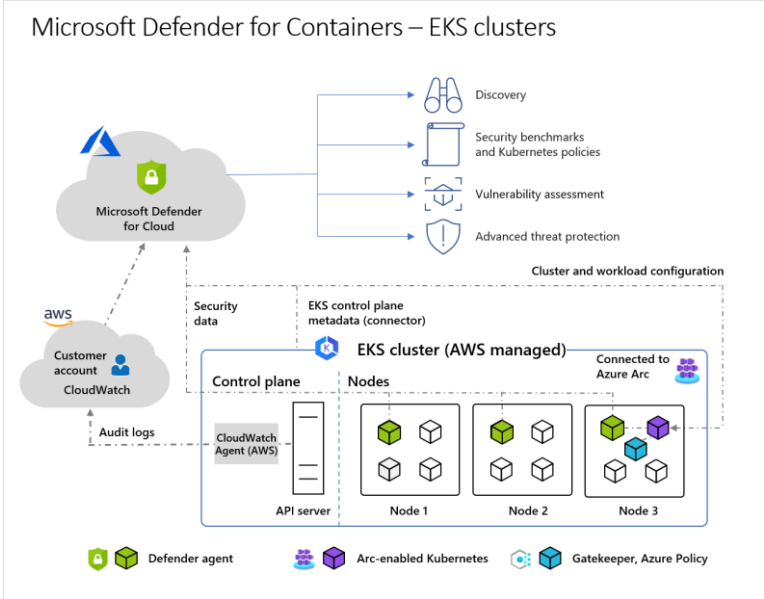 Microsoft Defender for Containers – EKS clusters
Discovery
Security benchmarks
and Kubernetes policies
Vulnerability assessment
Advanced threat protection
Microsoft Defender
for Cloud
Cluster and workload configuration
Security
data
EKS control plane
metadata (connector)
aws
Customer
account
CloudWatch
K
EKS cluster (AWS managed)
Connected to
Azure Arc
Control plane
Nodes
Audit logs
CloudWatch
Agent (AWS)
API server
Node 1
Node 2
Node 3
Defender agent
Arc-enabled Kubernetes
Gatekeeper, Azure Policy